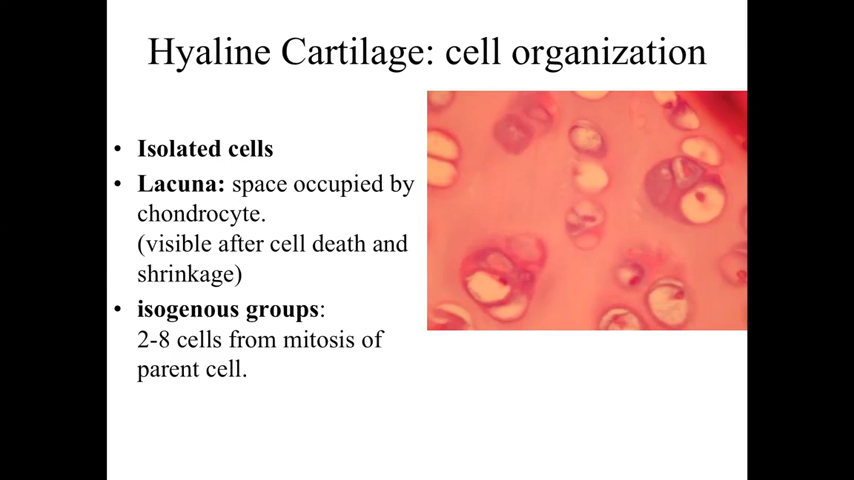 Hyaline Cartilage: cell organization
• Isolated cells
• Lacuna: space occupied by
chondrocyte.
(visible after cell death and
shrinkage)
• isogenous groups:
2-8 cells from mitosis of
parent cell.